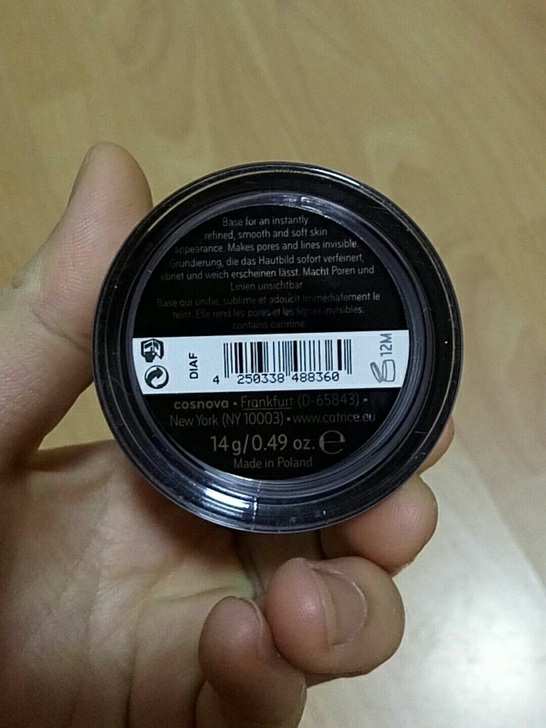 Base for an instantly
refined, smooth and soft skin
appearance. Makes pores and lines invisible.
Grundierung, die das Hautbild sofort verfeinert,
ebnet und weich erscheinen lässt. Macht Poren und
Linien unsichtbar
Base qui unifie, sublime et adoucit immédiatement le
teint. Elle rend les pores et les lignes invisibles.
contains carmine.
DIAF
4 250338 488360
12M
cosnova • Frankfurt (D-65843) •
New York (NY 10003) • www.catrice.eu
14 g/0.49 oz. e
Made in Poland